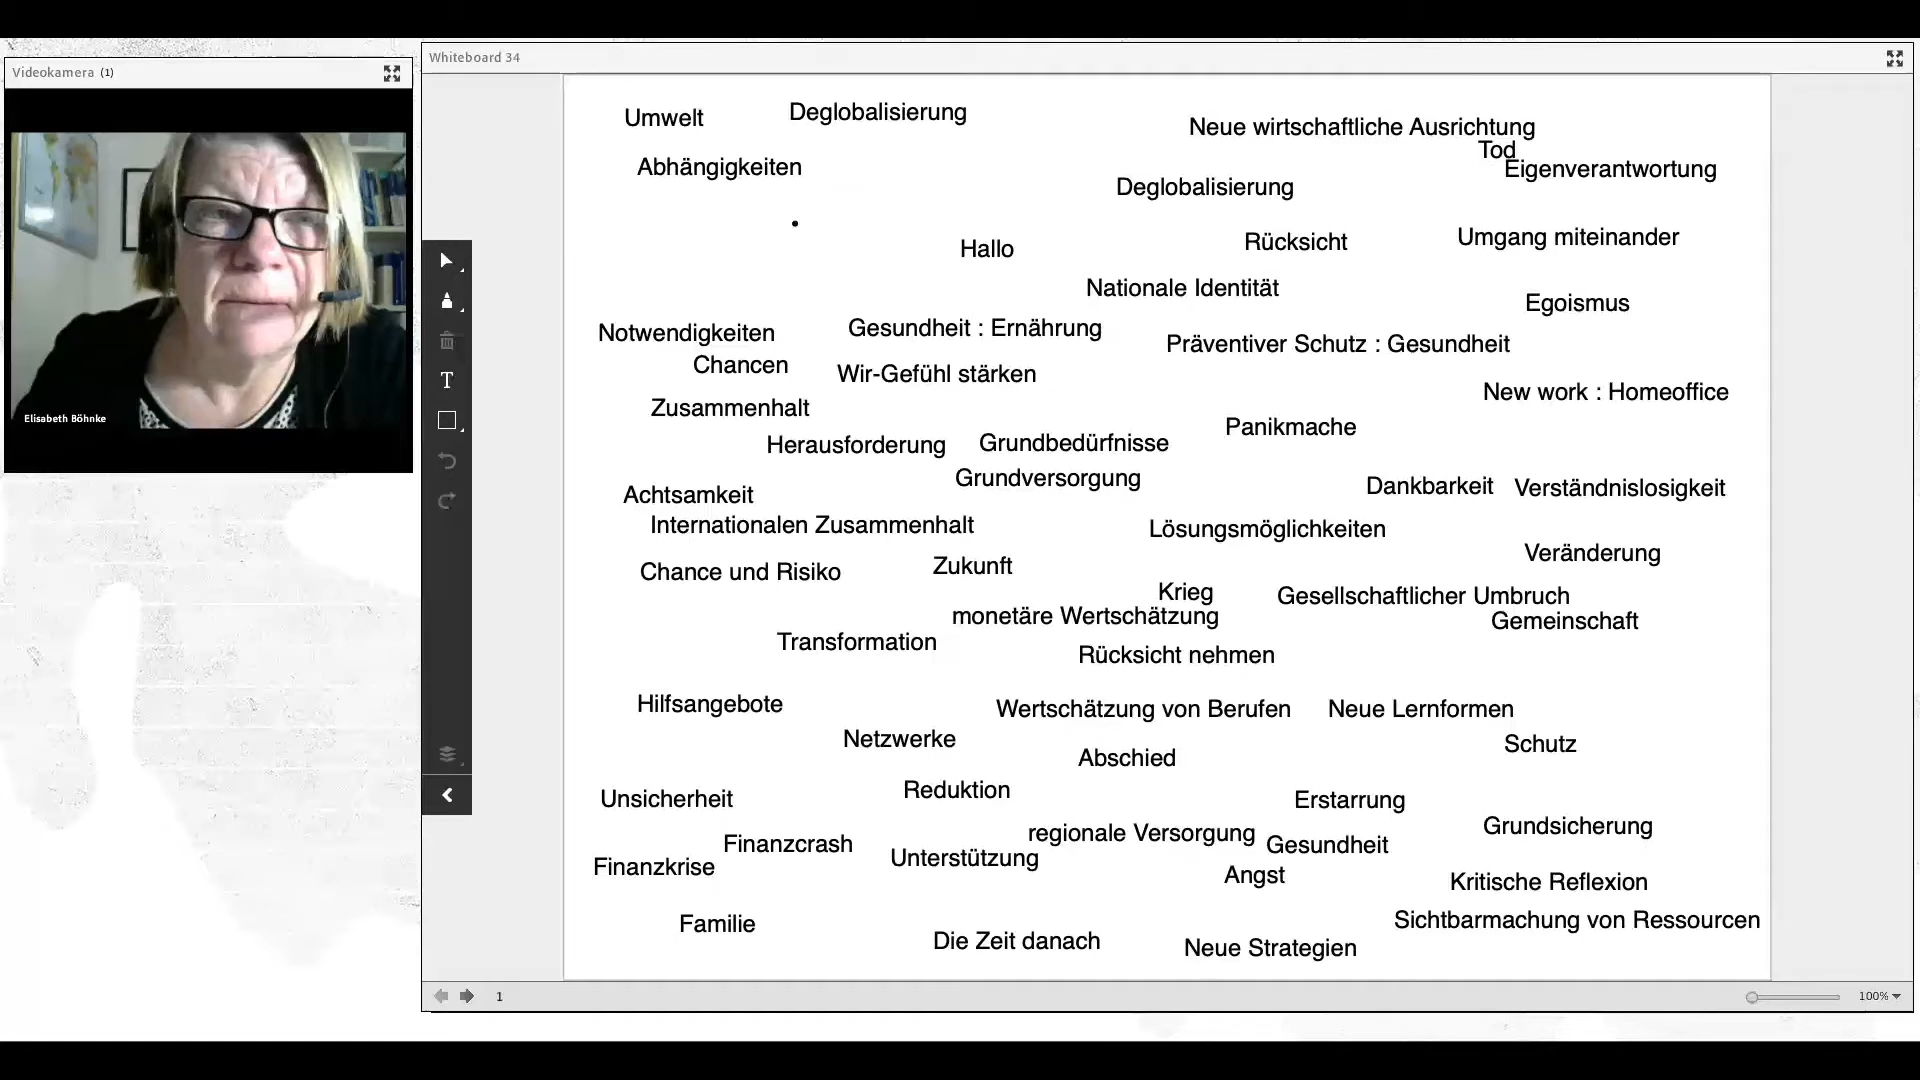 Videokamera (1)
Elisabeth Böhnke
Whiteboard 34
Umwelt
Deglobalisierung
Neue wirtschaftliche Ausrichtung
Tod
Abhängigkeiten
Eigenverantwortung
Deglobalisierung
Hallo
Rücksicht
Umgang miteinander
Nationale Identität
Egoismus
Notwendigkeiten
Gesundheit : Ernährung
Präventiver Schutz : Gesundheit
Chancen
Wir-Gefühl stärken
New work : Homeoffice
Zusammenhalt
Panikmache
Herausforderung
Grundbedürfnisse
Grundversorgung
Achtsamkeit
Dankbarkeit
Verständnislosigkeit
Internationalen Zusammenhalt
Lösungsmöglichkeiten
Veränderung
Chance und Risiko
Zukunft
Krieg
Gesellschaftlicher Umbruch
monetäre Wertschätzung
Gemeinschaft
Transformation
Rücksicht nehmen
Hilfsangebote
Wertschätzung von Berufen
Neue Lernformen
Netzwerke
Schutz
Abschied
Unsicherheit
Reduktion
Erstarrung
Grundsicherung
regionale Versorgung
Finanzcrash
Gesundheit
Unterstützung
Finanzkrise
Angst
Kritische Reflexion
Familie
Sichtbarmachung von Ressourcen
Die Zeit danach
Neue Strategien
1
100%